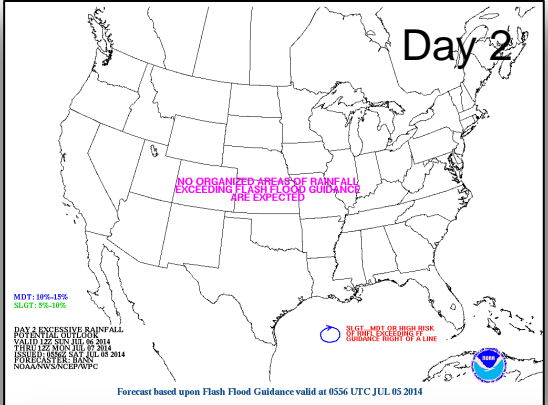 Day 2
NO ORGANIZED AREAS OF RAINFALL
EXCEEDING FLASH FLOOD GUIDANCE
ARE EXPECTED
MDT: 10%-15%
SLGT: 5%-10%
SLGT...MDT OR HIGH RISK
OF RNFL EXCEEDING FF
GUIDANCE RIGHT OF A LINE
DAY 2 EXCESSIVE RAINFALL
POTENTIAL OUTLOOK
VALID 12Z SUN JUL 06 2014
THRU 12Z MON JUL 07 2014
ISSUED: 0556Z SAT JUL 05 2014
FORECASTER: BANN
NOAA/NWS/NCEP/WPC
NOAA
Forecast based upon Flash Flood Guidance valid at 0556 UTC JUL 05 2014